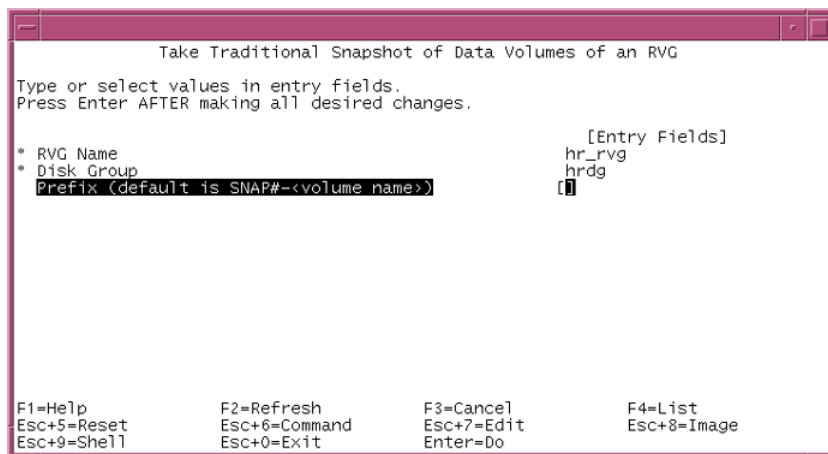 Take Traditional Snapshot of Data Volumes of an RVG
Type or select values in entry fields.
Press Enter AFTER making all desired changes.
[Entry Fields]
* RVG Name hr_rvg
* Disk Group hrdg
Prefix (default is SNAP#-<volume name>) []
F1=Help F2=Refresh F3=Cancel F4=List
Esc+5=Reset Esc+6=Command Esc+7=Edit Esc+8=Image
Esc+9=Shell Esc+0=Exit Enter=Do